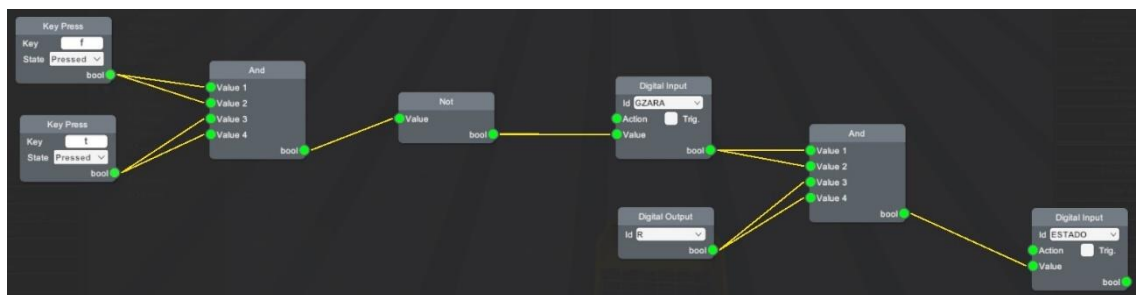 Key Press
Key f
State Pressed
bool
Key Press
Key t
State Pressed
bool
And
Value 1
Value 2
Value 3
Value 4
bool
Not
Value
bool
Digital Input
Id GZARA
Action Trig.
Value
bool
Digital Output
Id R
bool
And
Value 1
Value 2
Value 3
Value 4
bool
Digital Input
Id ESTADO
Action Trig.
Value
bool